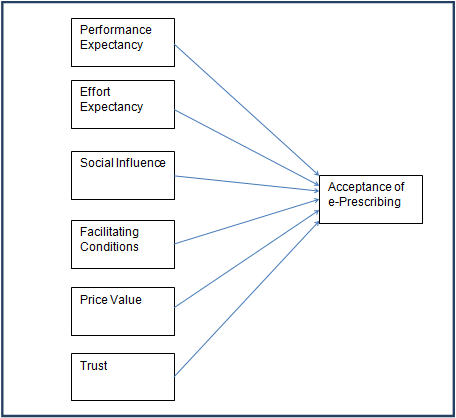 Performance
Expectancy
Effort
Expectancy
Social Influence
Facilitating
Conditions
Price Value
Trust
Acceptance of
e-Prescribing